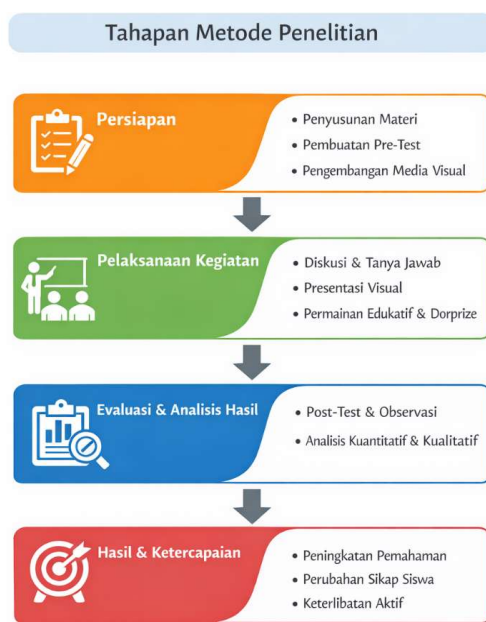 Tahapan Metode Penelitian
Persiapan
• Penyusunan Materi
• Pembuatan Pre-Test
• Pengembangan Media Visual
Pelaksanaan Kegiatan
• Diskusi & Tanya Jawab
• Presentasi Visual
• Permainan Edukatif & Dorprize
Evaluasi & Analisis Hasil
• Post-Test & Observasi
• Analisis Kuantitatif & Kualitatif
Hasil & Ketercapaian
• Peningkatan Pemahaman
• Perubahan Sikap Siswa
• Keterlibatan Aktif